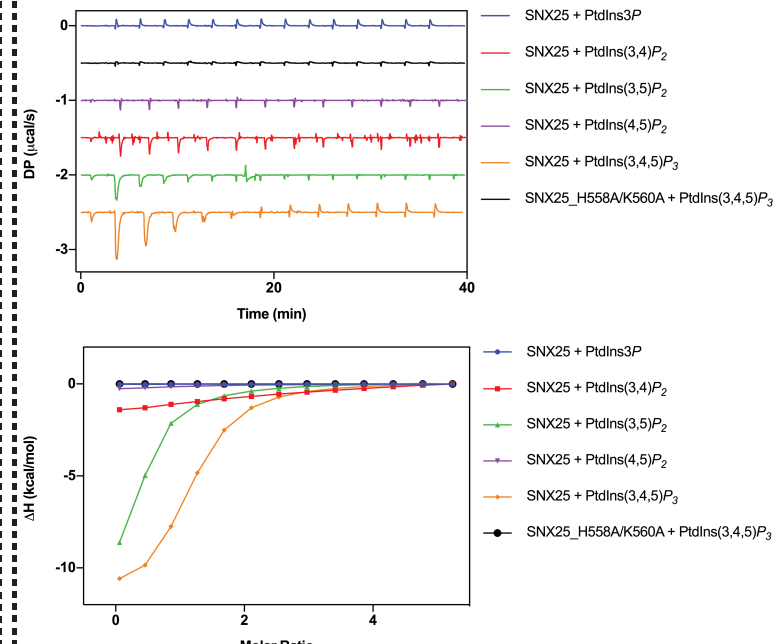 0
-1
-2
-3
DP (μcal/s)
0
20
40
Time (min)
SNX25 + PtdIns3P
SNX25 + PtdIns(3,4)P2
SNX25 + PtdIns(3,5)P2
SNX25 + PtdIns(4,5)P2
SNX25 + PtdIns(3,4,5)P3
SNX25_H558A/K560A + PtdIns(3,4,5)P3
0
-5
-10
ΔH (kcal/mol)
0
2
4
Molar Ratio
SNX25 + PtdIns3P
SNX25 + PtdIns(3,4)P2
SNX25 + PtdIns(3,5)P2
SNX25 + PtdIns(4,5)P2
SNX25 + PtdIns(3,4,5)P3
SNX25_H558A/K560A + PtdIns(3,4,5)P3